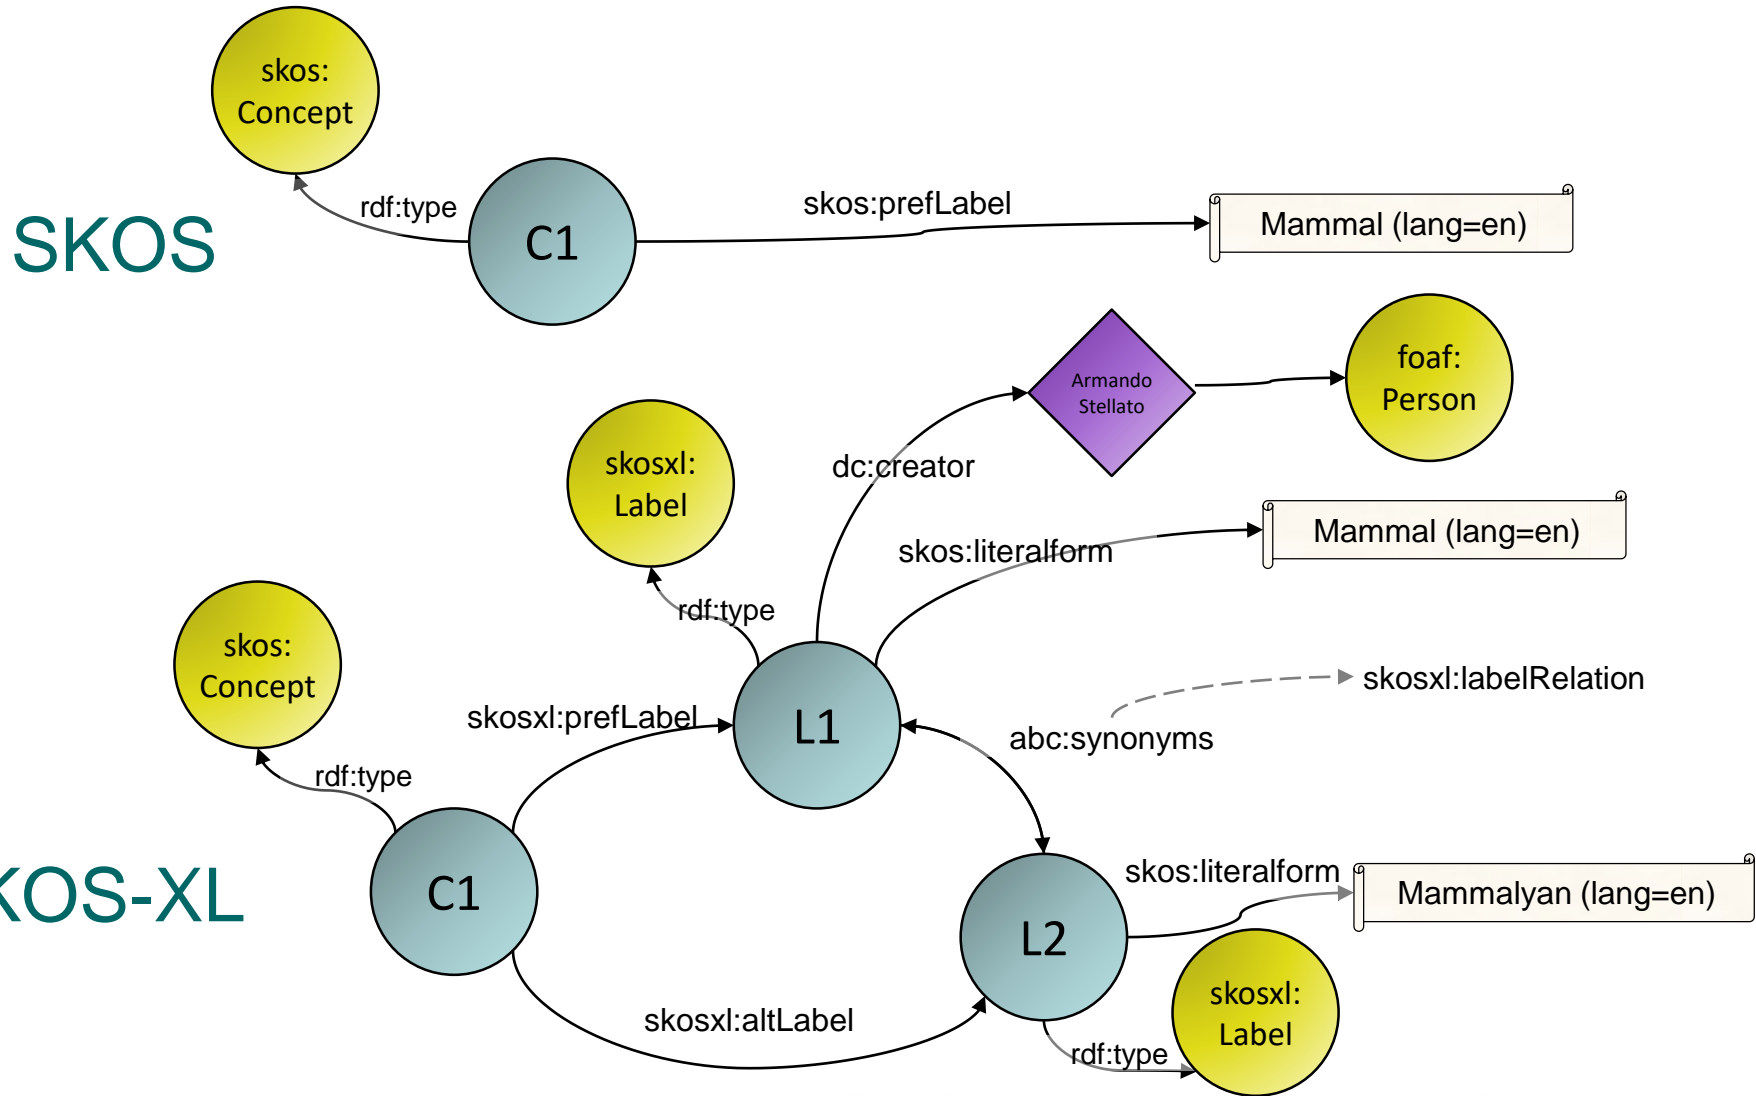 skos:
Concept
rdf:type
SKOS
C1
skos:prefLabel
Mammal (lang=en)
Armando
Stellato
foaf:
Person
dc:creator
skosxl:
Label
skos:literalform
Mammal (lang=en)
rdf:type
skos:
Concept
skosxl:prefLabel
L1
skosxl:labelRelation
abc:synonyms
rdf:type
KOS-XL
C1
skos:literalform
Mammalyan (lang=en)
L2
skosxl:
Label
skosxl:altLabel
rdf:type